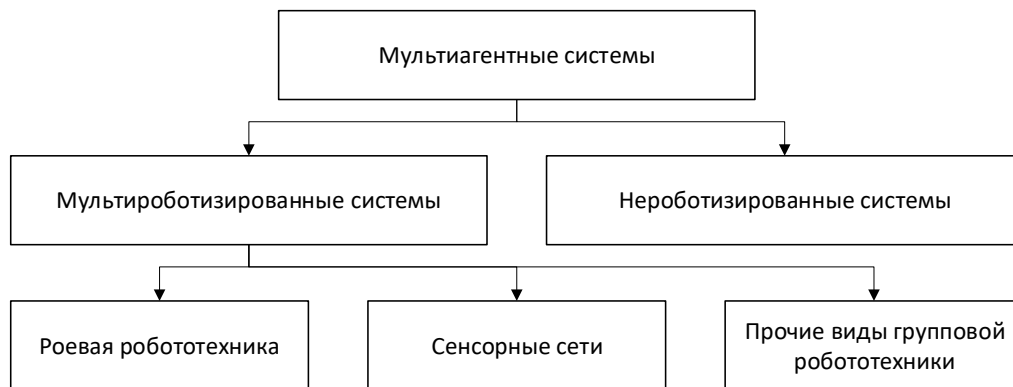 Мультиагентные системы
Мультироботизированные системы
Нероботизированные системы
Роевая робототехника
Сенсорные сети
Прочие виды групповой
робототехники